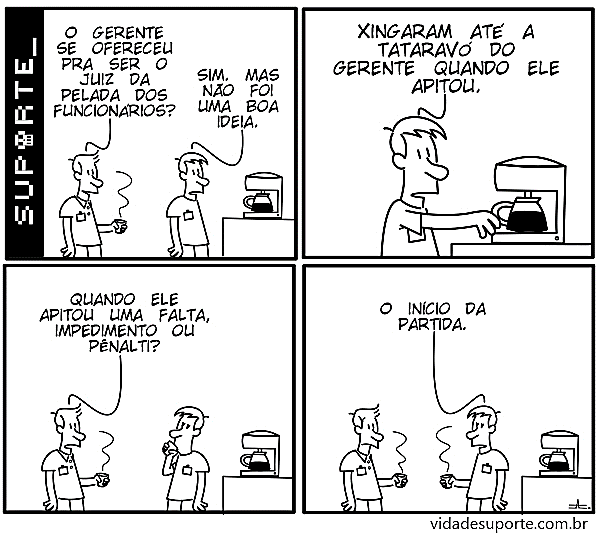 SUPORTE_
O GERENTE
SE OFERECEU
PRA SER O
JUIZ DA
PELADA DOS
FUNCIONÁRIOS?
SIM. MAS
NÃO FOI
UMA BOA
IDEIA.
XINGARAM ATÉ A
TATARAVÓ DO
GERENTE QUANDO ELE
APITOU.
QUANDO ELE
APITOU UMA FALTA,
IMPEDIMENTO OU
PÊNALTI?
O INÍCIO DA
PARTIDA.
vidadesuporte.com.br